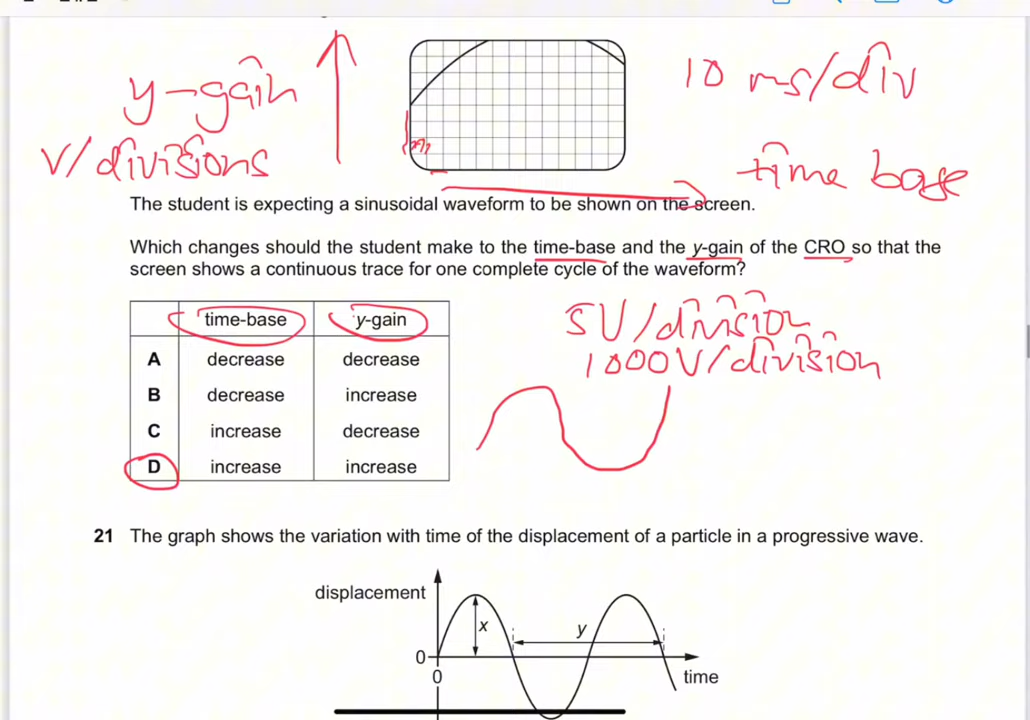 y-gain
10 ms/div
V/divisions
time base
The student is expecting a sinusoidal waveform to be shown on the screen.
Which changes should the student make to the time-base and the y-gain of the CRO so that the
screen shows a continuous trace for one complete cycle of the waveform?
time-base y-gain
5V/division
1000V/division
A decrease decrease
B decrease increase
C increase decrease
D increase increase
21 The graph shows the variation with time of the displacement of a particle in a progressive wave.
displacement
x
y
0
0
time